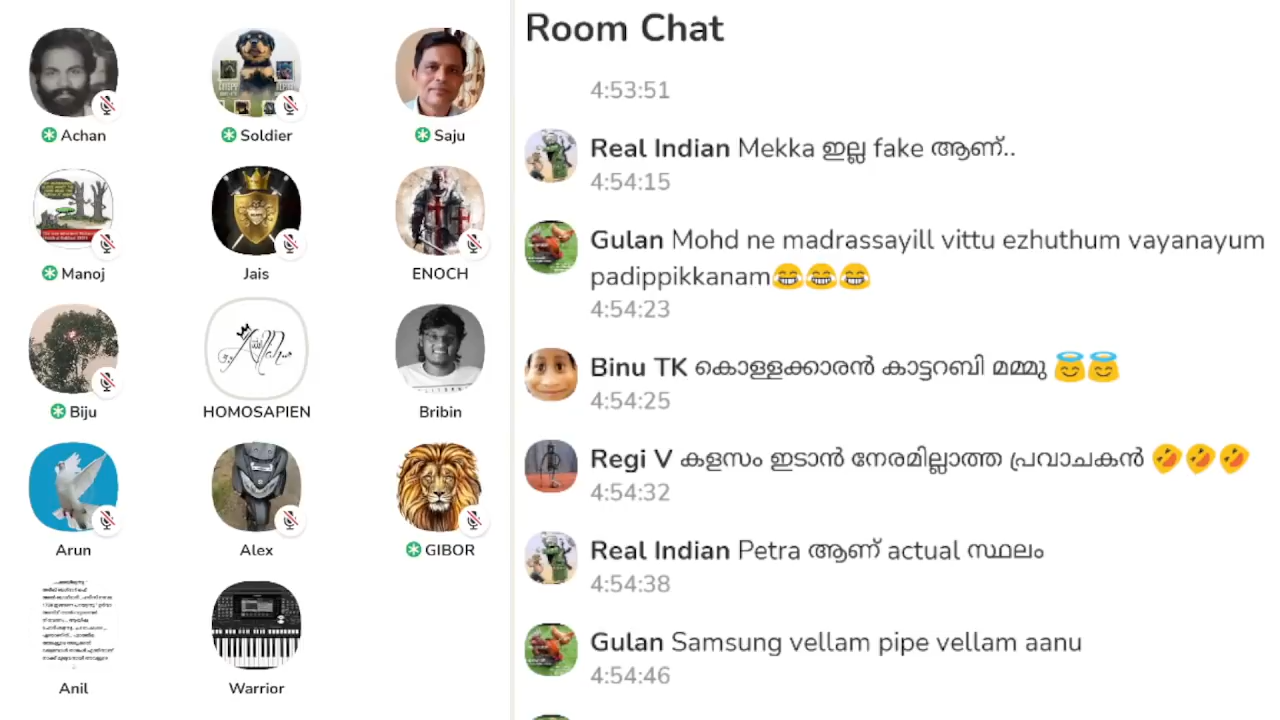 Achan
Soldier
Saju
Manoj
Jais
ENOCH
Biju
HOMOSAPIEN
Bribin
Arun
Alex
GIBOR
Anil
Warrior
Room Chat
4:53:51
Real Indian Mekka ഇല്ല fake ആണ്..
4:54:15
Gulan Mohd ne madrassayill vittu ezhuthum vayanayum
padippikkanam😂😂😂
4:54:23
Binu TK കൊള്ളക്കാരൻ കാട്ടറബി മമ്മു 😇😇
4:54:25
Regi V കളസം ഇടാൻ നേരമില്ലാത്ത പ്രവാചകൻ 🤣🤣🤣
4:54:32
Real Indian Petra ആണ് actual സ്ഥലം
4:54:38
Gulan Samsung vellam pipe vellam aanu
4:54:46